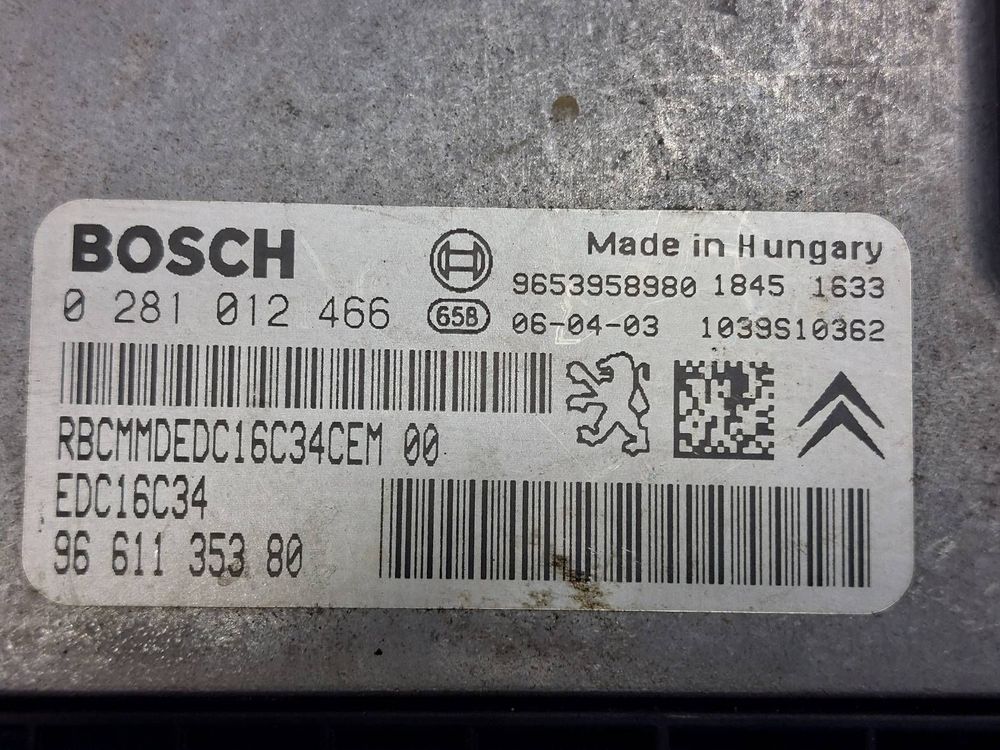 BOSCH
Made in Hungary
9653958980 1845 1633
0 281 012 466
65B
06-04-03 1039S10362
RBCMMDEDC16C34CEM 00
EDC16C34
96 611 353 80